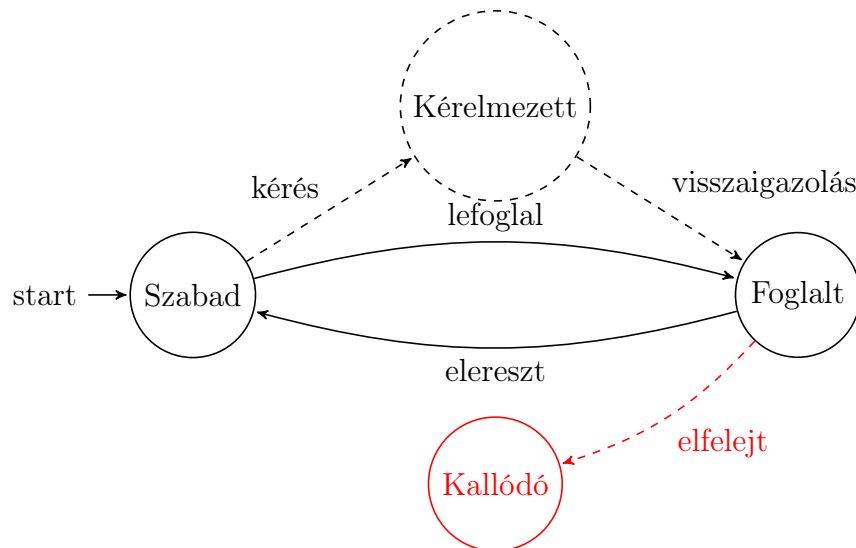 Kérelmezett
kérés
visszaigazolás
lefoglal
start
Szabad
Foglalt
elereszt
elfelejt
Kallódó